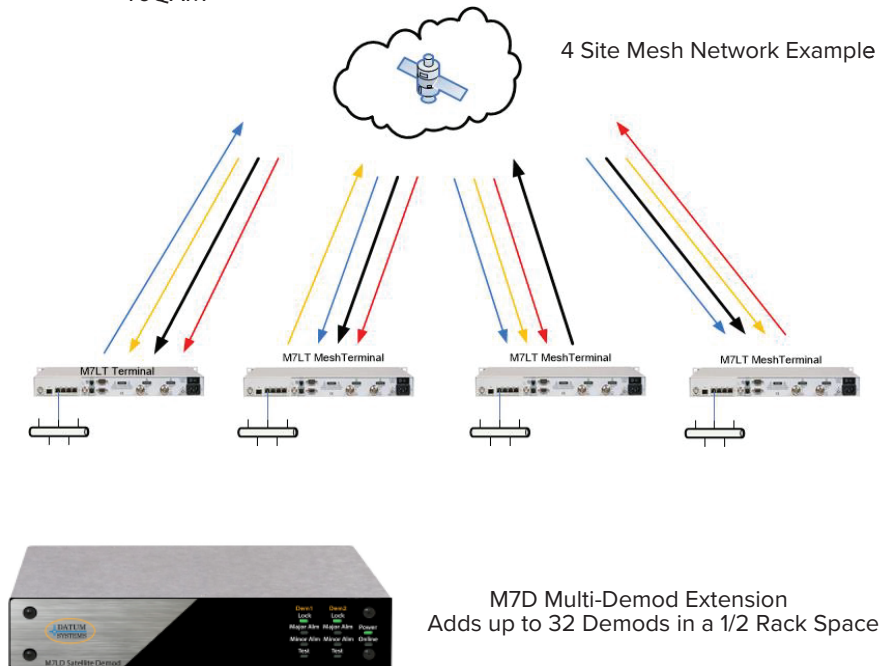 4 Site Mesh Network Example
M7LT Terminal
M7LT MeshTerminal
M7LT MeshTerminal
M7LT MeshTerminal
M7D Multi-Demod Extension
Adds up to 32 Demods in a 1/2 Rack Space
Dem1 Dem2
Lock Lock
Major Alm Major Alm Power
Minor Alm Minor Alm Online
Test Test
DATUM
SYSTEMS
M7LD Satellite Demod